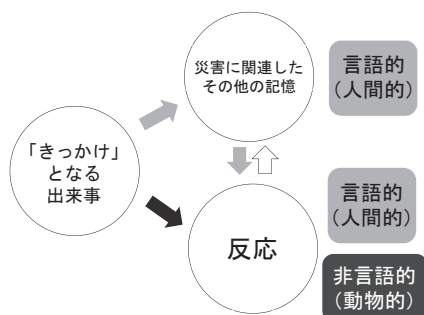 災害に関連した
その他の記憶
言語的
(人間的)
「きっかけ」
となる
出来事
反応
言語的
(人間的)
非言語的
(動物的)